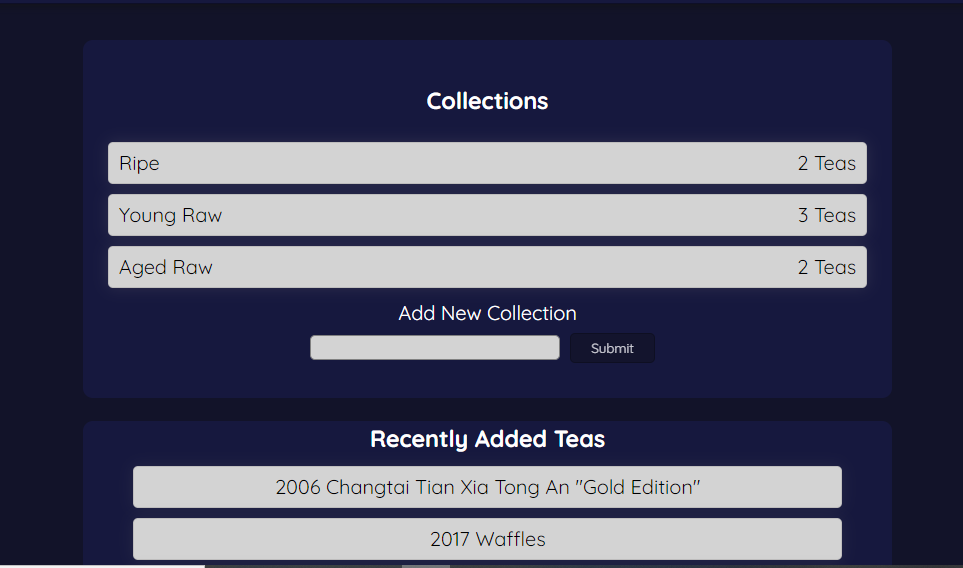 Collections
Ripe 2 Teas
Young Raw 3 Teas
Aged Raw 2 Teas
Add New Collection
Submit
Recently Added Teas
2006 Changtai Tian Xia Tong An "Gold Edition"
2017 Waffles